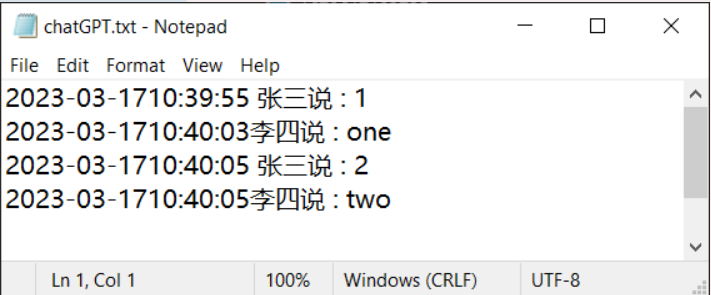 chatGPT.txt - Notepad
File Edit Format View Help
2023-03-1710:39:55 张三说 : 1
2023-03-1710:40:03李四说 : one
2023-03-1710:40:05 张三说 : 2
2023-03-1710:40:05李四说 : two
Ln 1, Col 1 100% Windows (CRLF) UTF-8